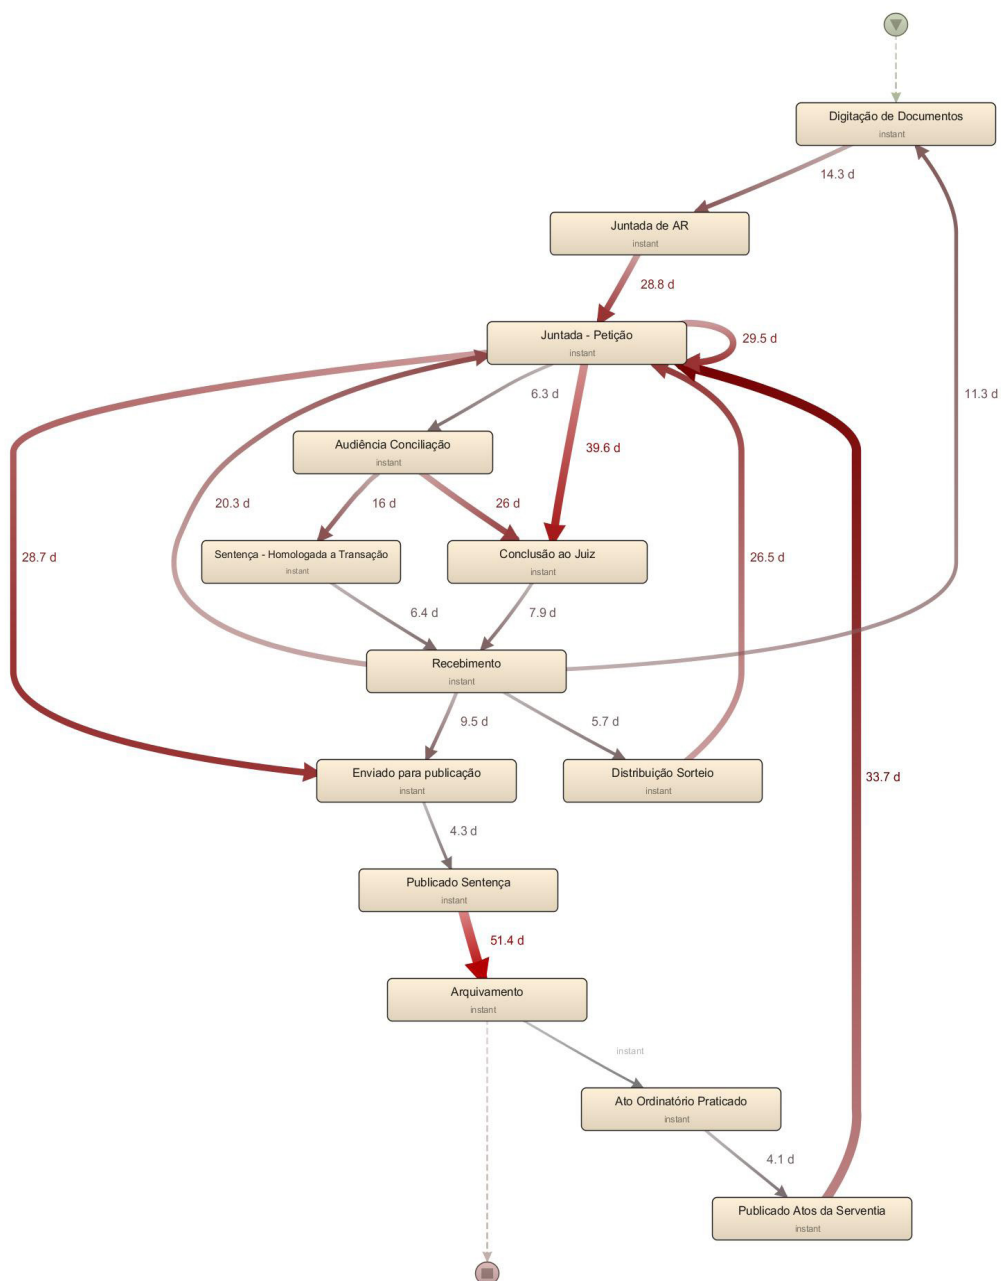 Digitação de Documentos
instant
14.3 d
Juntada de AR
instant
28.8 d
Juntada - Petição
instant
29.5 d
6.3 d
11.3 d
Audiência Conciliação
instant
39.6 d
20.3 d
16 d
26 d
28.7 d
Sentença - Homologada a Transação
instant
Conclusão ao Juiz
instant
26.5 d
6.4 d
7.9 d
Recebimento
instant
9.5 d
5.7 d
Enviado para publicação
instant
Distribuição Sorteio
instant
33.7 d
4.3 d
Publicado Sentença
instant
51.4 d
Arquivamento
instant
instant
Ato Ordinatório Praticado
instant
4.1 d
Publicado Atos da Serventia
instant